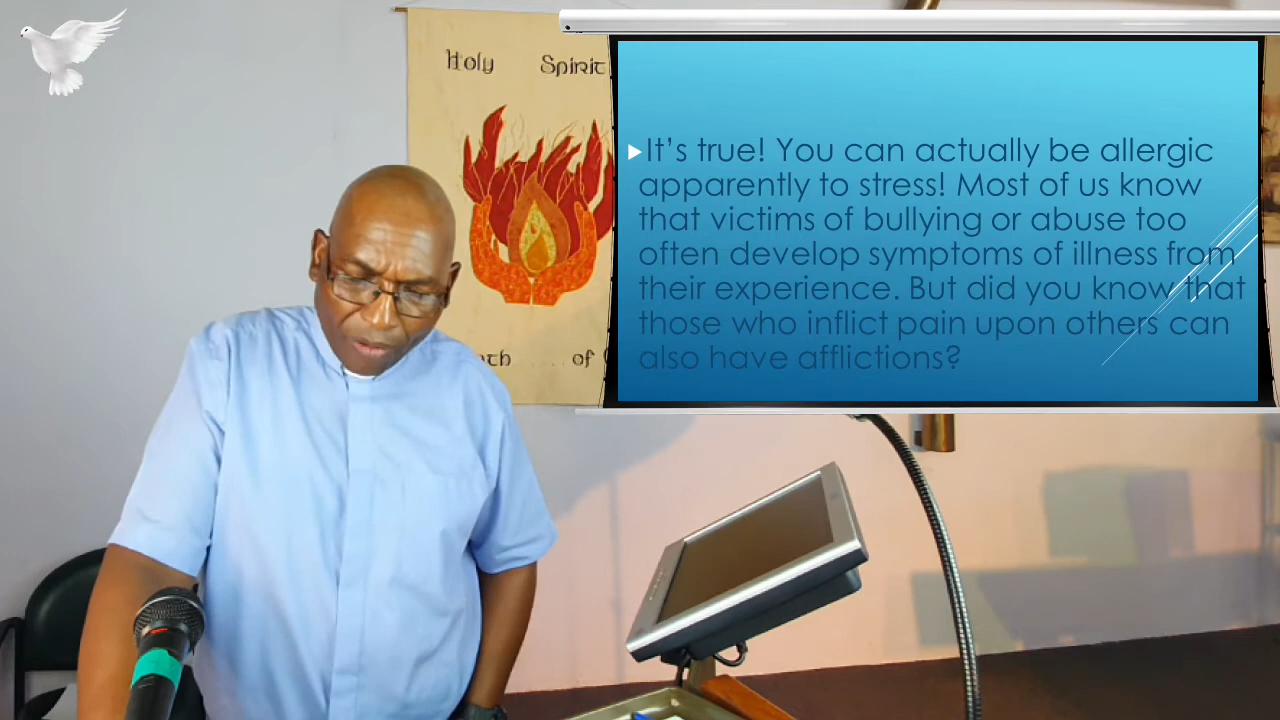 Holy Spirit
It's true! You can actually be allergic
apparently to stress! Most of us know
that victims of bullying or abuse too
often develop symptoms of illness from
their experience. But did you know that
those who inflict pain upon others can
also have afflictions?
of